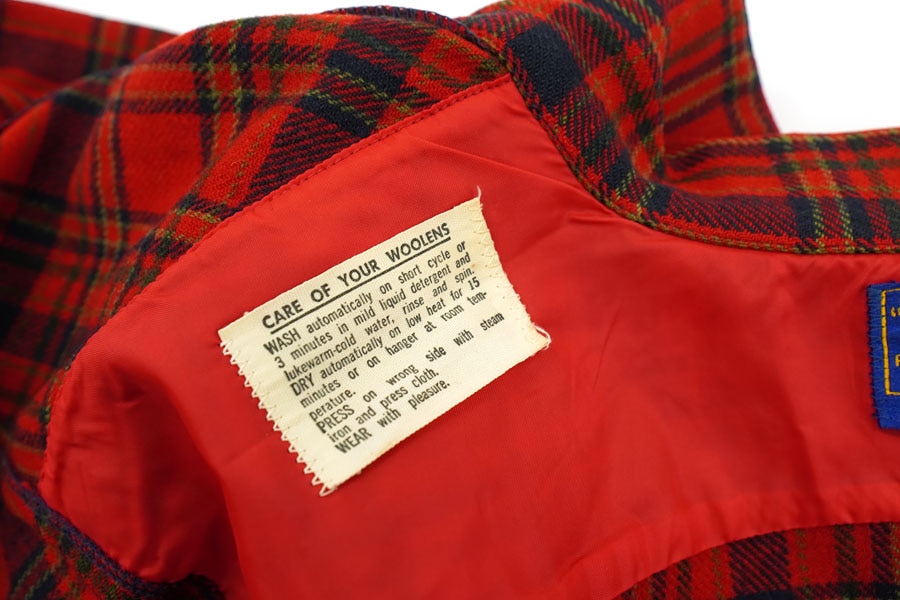 CARE OF YOUR WOOLENS
WASH automatically on short cycle or
3 minutes in mild liquid detergent and
lukewarm-cold water, rinse and spin.
DRY automatically on low heat for 15
minutes or on hanger at room tem-
perature.
PRESS on wrong side with steam
iron and press cloth.
WEAR with pleasure.